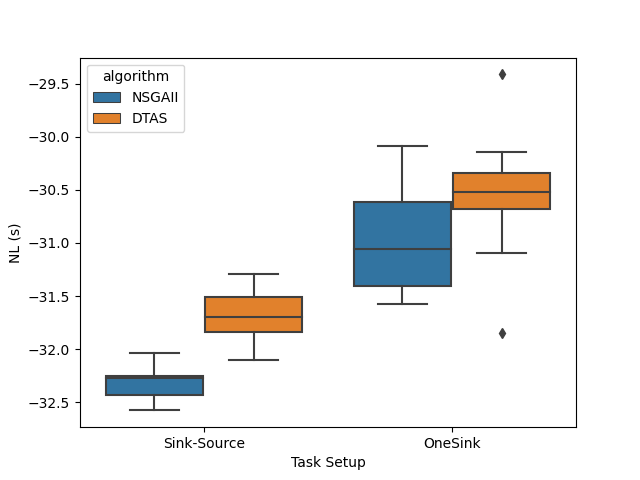 algorithm
NSGAII
DTAS
−29.5
−30.0
−30.5
−31.0
−31.5
−32.0
−32.5
NL (s)
Sink-Source
OneSink
Task Setup